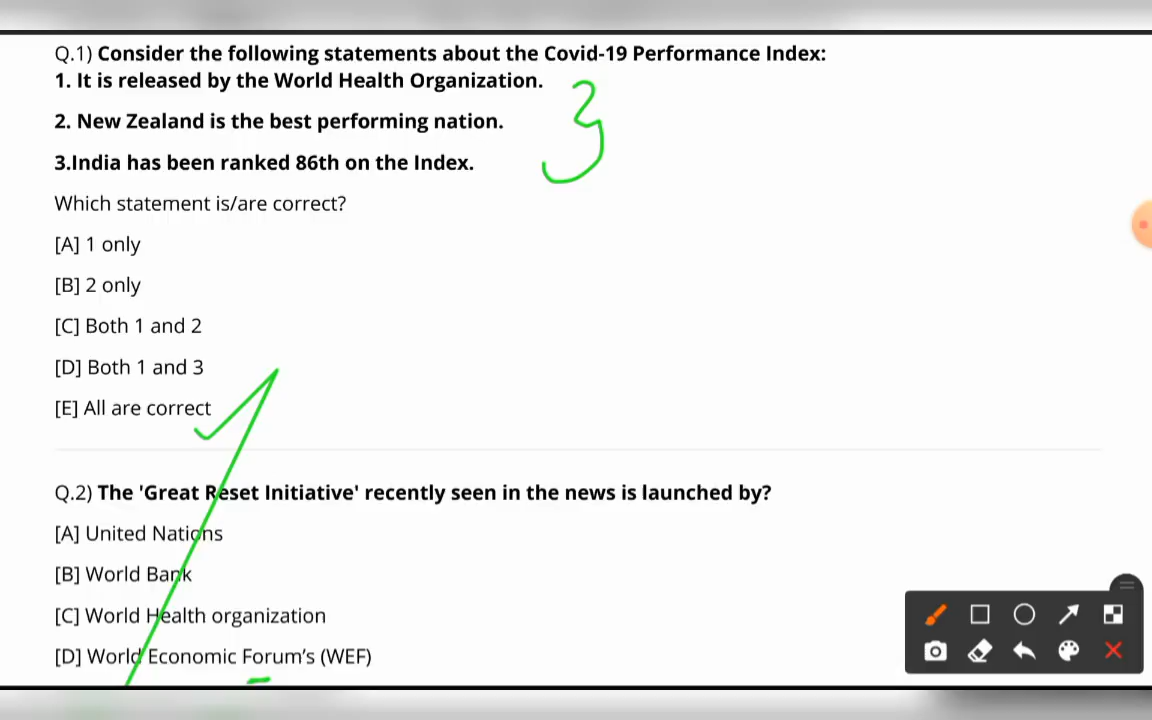 Q.1) Consider the following statements about the Covid-19 Performance Index:
1. It is released by the World Health Organization.
2. New Zealand is the best performing nation.
3.India has been ranked 86th on the Index.
3
Which statement is/are correct?
[A] 1 only
[B] 2 only
[C] Both 1 and 2
[D] Both 1 and 3
[E] All are correct
Q.2) The 'Great Reset Initiative' recently seen in the news is launched by?
[A] United Nations
[B] World Bank
[C] World Health organization
[D] World Economic Forum’s (WEF)